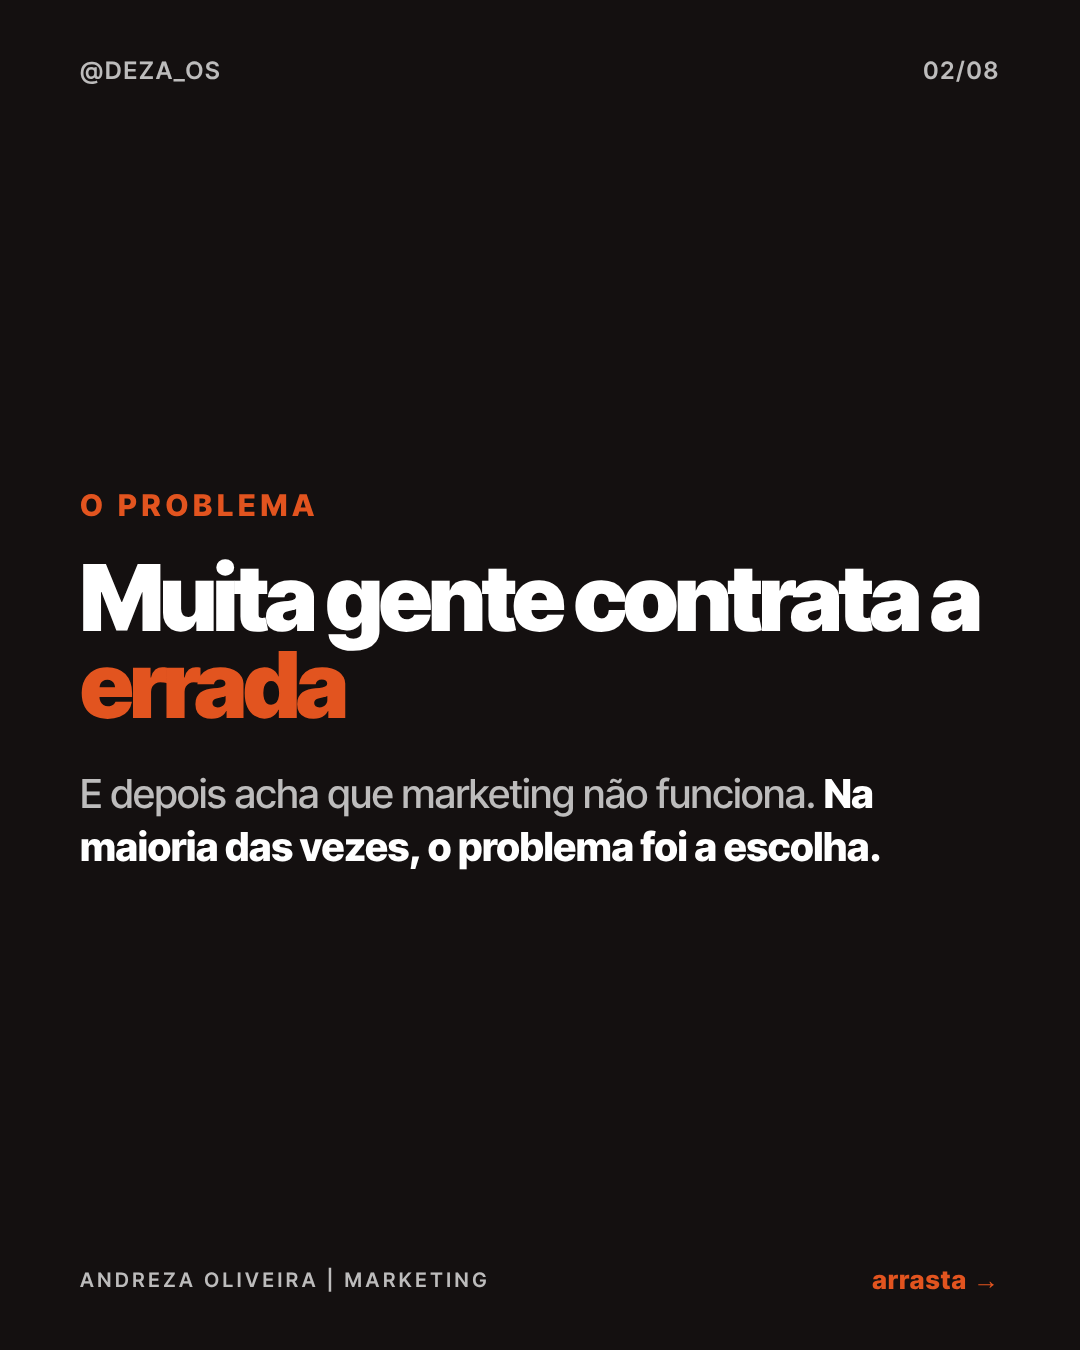 @DEZA_OS
02/08
O PROBLEMA
Muita gente contrata a
errada
E depois acha que marketing não funciona. Na
maioria das vezes, o problema foi a escolha.
ANDREZA OLIVEIRA | MARKETING
arrasta →